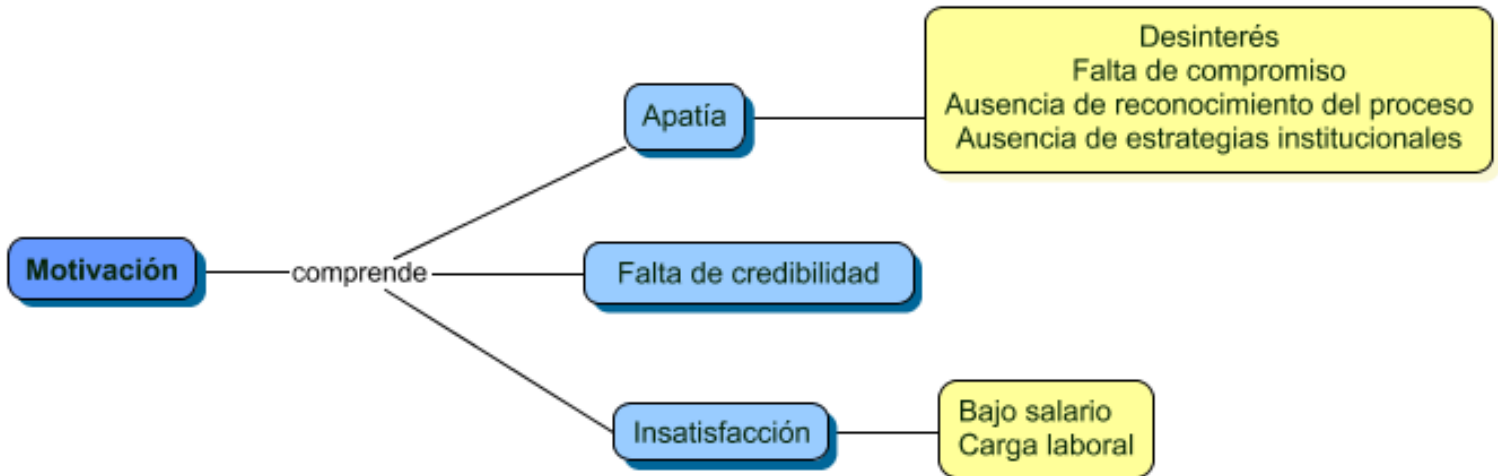 Desinterés
Falta de compromiso
Ausencia de reconocimiento del proceso
Ausencia de estrategias institucionales
Apatía
Motivación
comprende
Falta de credibilidad
Insatisfacción
Bajo salario
Carga laboral